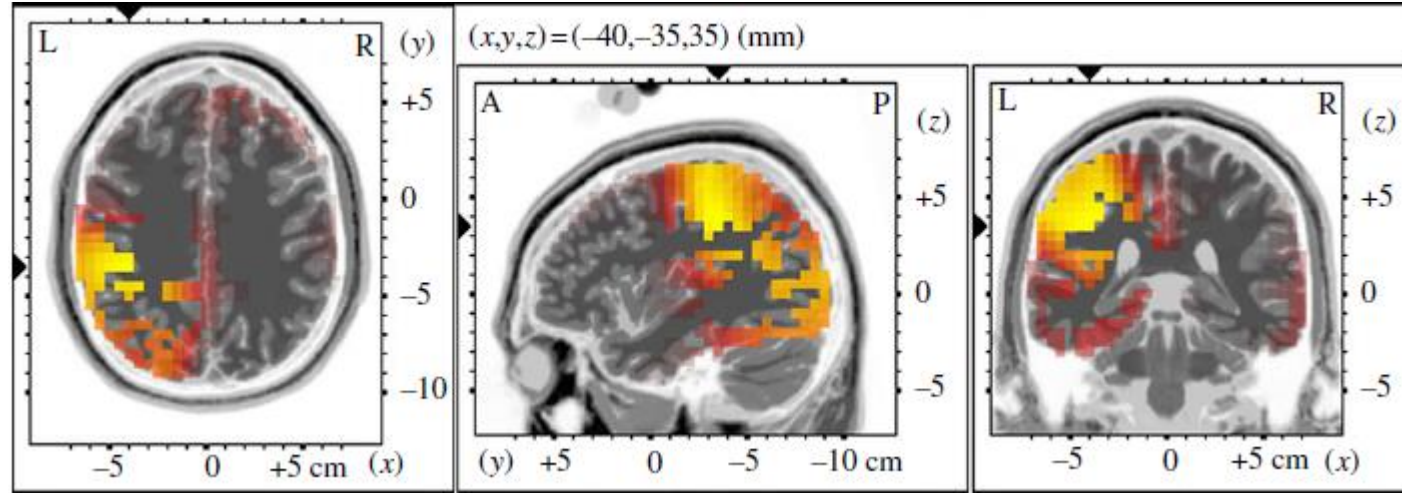 (x,y,z) = (−40,−35,35) (mm)
L R (y)
+5
0
−5
−10
−5 0 +5 cm (x)
A P (z)
+5
0
−5
(y) +5 0 −5 −10 cm
L R (z)
+5
0
−5
−5 0 +5 cm (x)